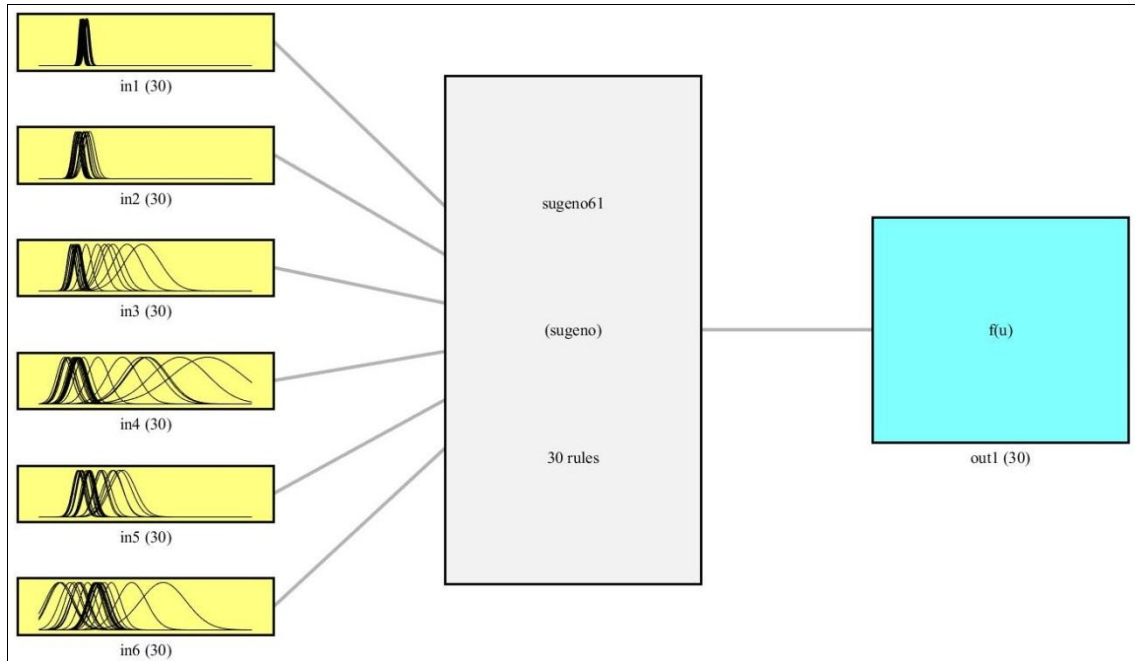 in1 (30)
in2 (30)
in3 (30)
in4 (30)
in5 (30)
in6 (30)
sugeno61
(sugeno)
30 rules
f(u)
out1 (30)